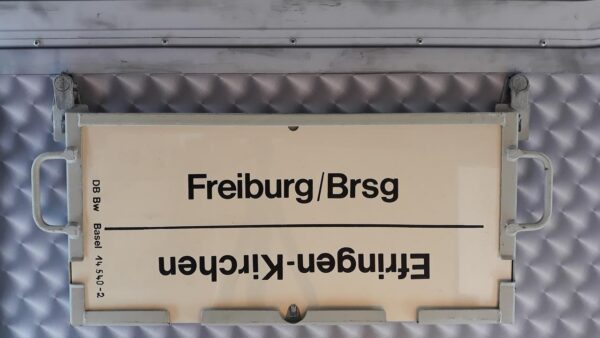 Freiburg/Brsg
Efringen-Kirchen
DB Bw Basel 14 540-2